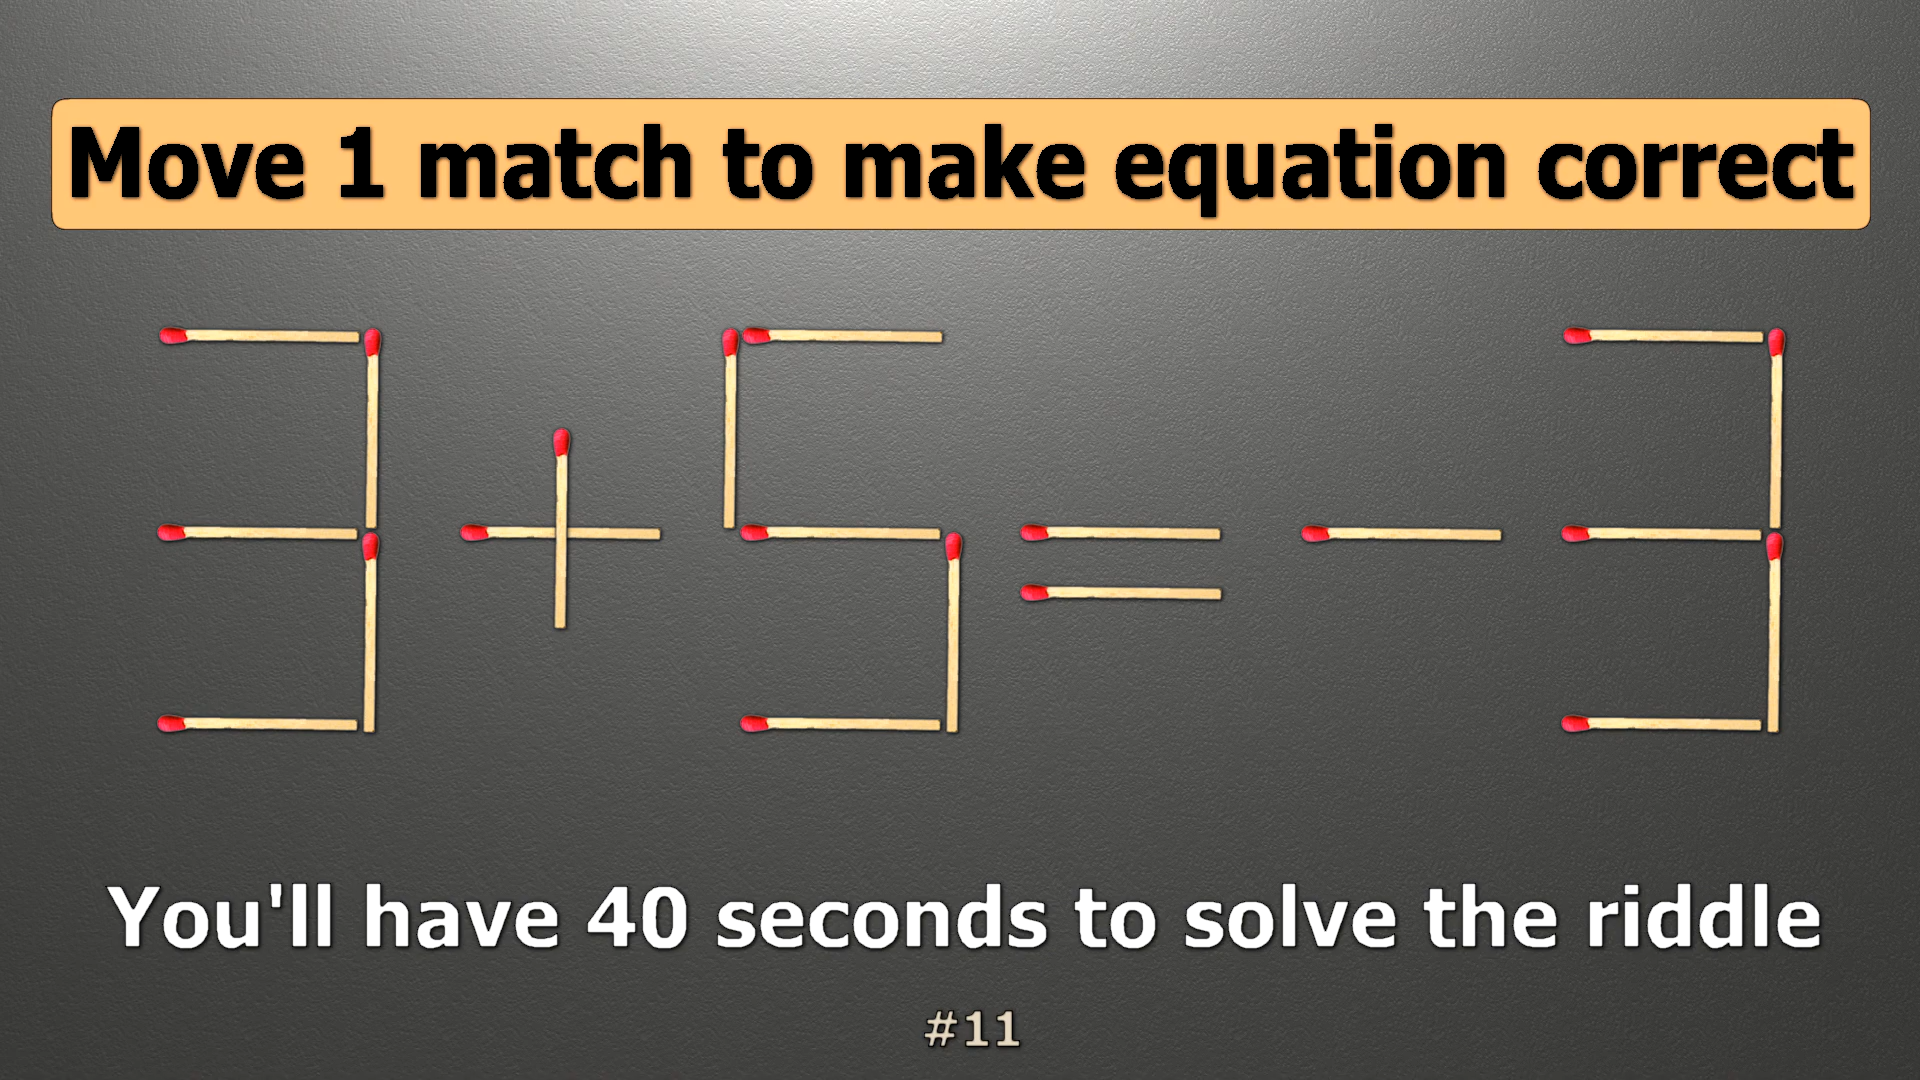 Move 1 match to make equation correct
3 + 5 = - 3
You'll have 40 seconds to solve the riddle
#11